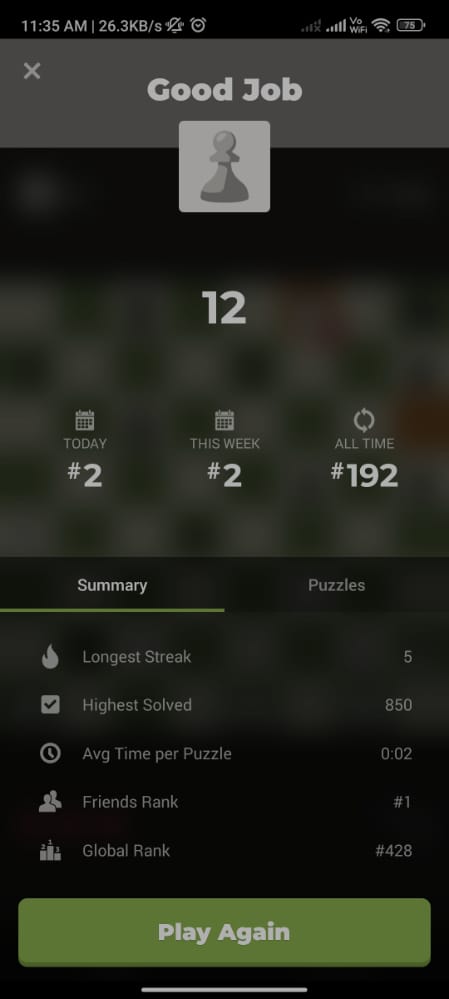 11:35 AM | 26.3KB/s
Vo
WiFi
75
Good Job
12
TODAY
THIS WEEK
ALL TIME
#2
#2
#192
Summary
Puzzles
Longest Streak 5
Highest Solved 850
Avg Time per Puzzle 0:02
Friends Rank #1
Global Rank #428
Play Again